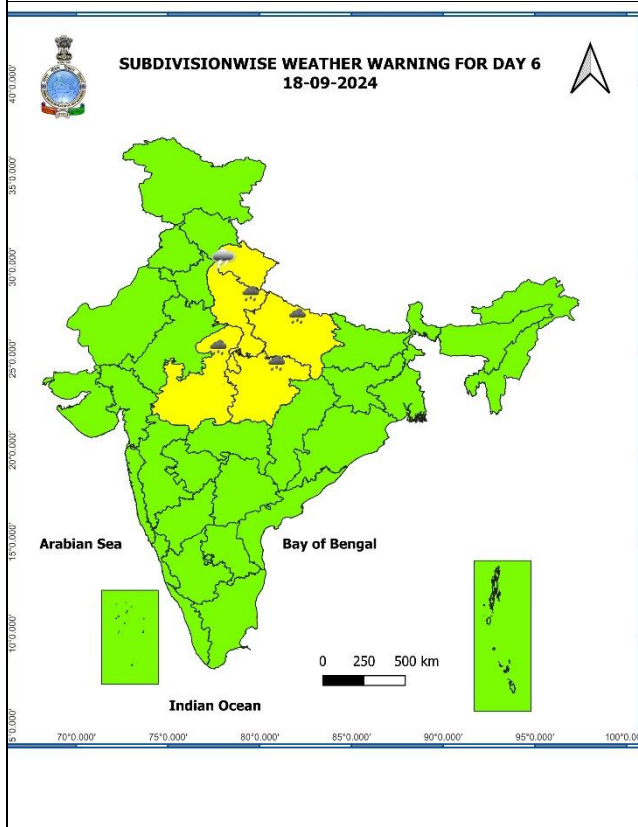 SUBDIVISIONWISE WEATHER WARNING FOR DAY 6
18-09-2024
40°0.000'
35°0.000'
30°0.000'
25°0.000'
20°0.000'
15°0.000'
10°0.000'
5°0.000'
Arabian Sea
Bay of Bengal
0 250 500 km
Indian Ocean
70°0.000' 75°0.000' 80°0.000' 85°0.000' 90°0.000' 95°0.000' 100°0.00